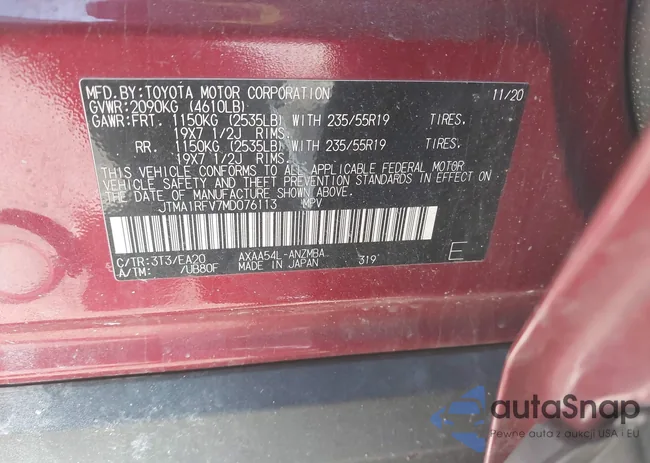 MFD.BY:TOYOTA MOTOR CORPORATION 11/20
GVWR:2090KG (4610LB)
GAWR:FRT. 1150KG (2535LB) WITH 235/55R19 TIRES.
19X7 1/2J RIMS.
RR. 1150KG (2535LB) WITH 235/55R19 TIRES.
19X7 1/2J RIMS.
THIS VEHICLE CONFORMS TO ALL APPLICABLE FEDERAL MOTOR
VEHICLE SAFETY AND THEFT PREVENTION STANDARDS IN EFFECT ON
THE DATE OF MANUFACTURE SHOWN ABOVE.
JTMA1RFV7MD076113 MPV
C/TR:3T3/EA20 AXAA54L-ANZMBA 319
A/TM: /UB80F MADE IN JAPAN E
autaSnap
Pewne auta z aukcji USA i EU